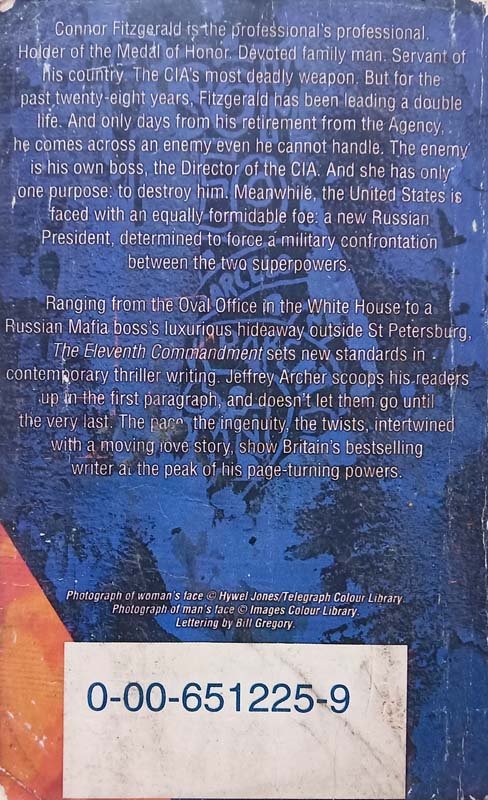 Connor Fitzgerald is the professional's professional.
Holder of the Medal of Honor. Devoted family man. Servant of
his country. The CIA's most deadly weapon. But for the
past twenty-eight years, Fitzgerald has been leading a double
life. And only days from his retirement from the Agency,
he comes across an enemy even he cannot handle. The enemy
is his own boss, the Director of the CIA. And she has only
one purpose: to destroy him. Meanwhile, the United States is
faced with an equally formidable foe: a new Russian
President, determined to force a military confrontation
between the two superpowers.
Ranging from the Oval Office in the White House to a
Russian Mafia boss's luxurious hideaway outside St Petersburg,
The Eleventh Commandment sets new standards in
contemporary thriller writing. Jeffrey Archer scoops his readers
up in the first paragraph, and doesn't let them go until
the very last. The pace, the ingenuity, the twists, intertwined
with a moving love story, show Britain's bestselling
writer at the peak of his page-turning powers.
Photograph of woman's face © Hywel Jones/Telegraph Colour Library.
Photograph of man's face © Images Colour Library.
Lettering by Bill Gregory.
0-00-651225-9